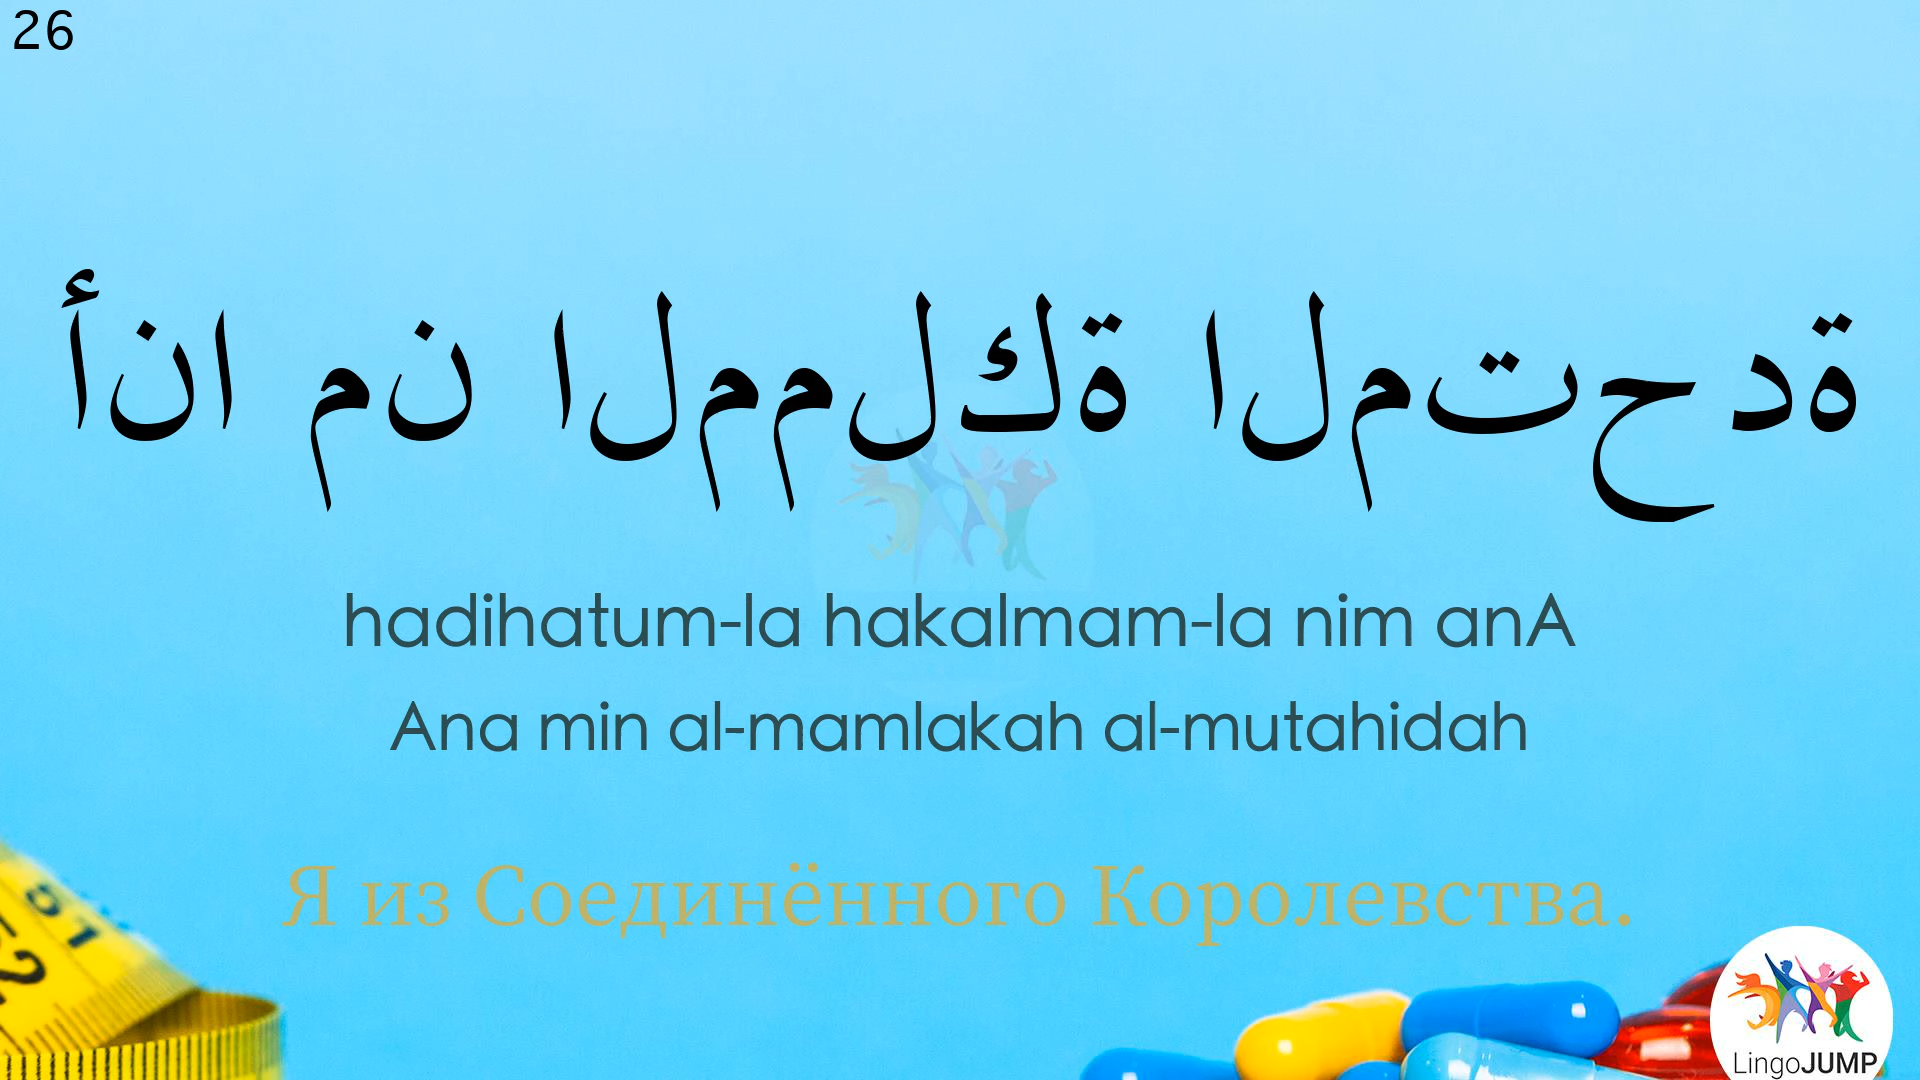 26
أنا من المملكة المتحدة
hadihatum-la hakalmam-la nim anA
Ana min al-mamlakah al-mutahidah
Я из Соединённого Королевства.
LingoJUMP